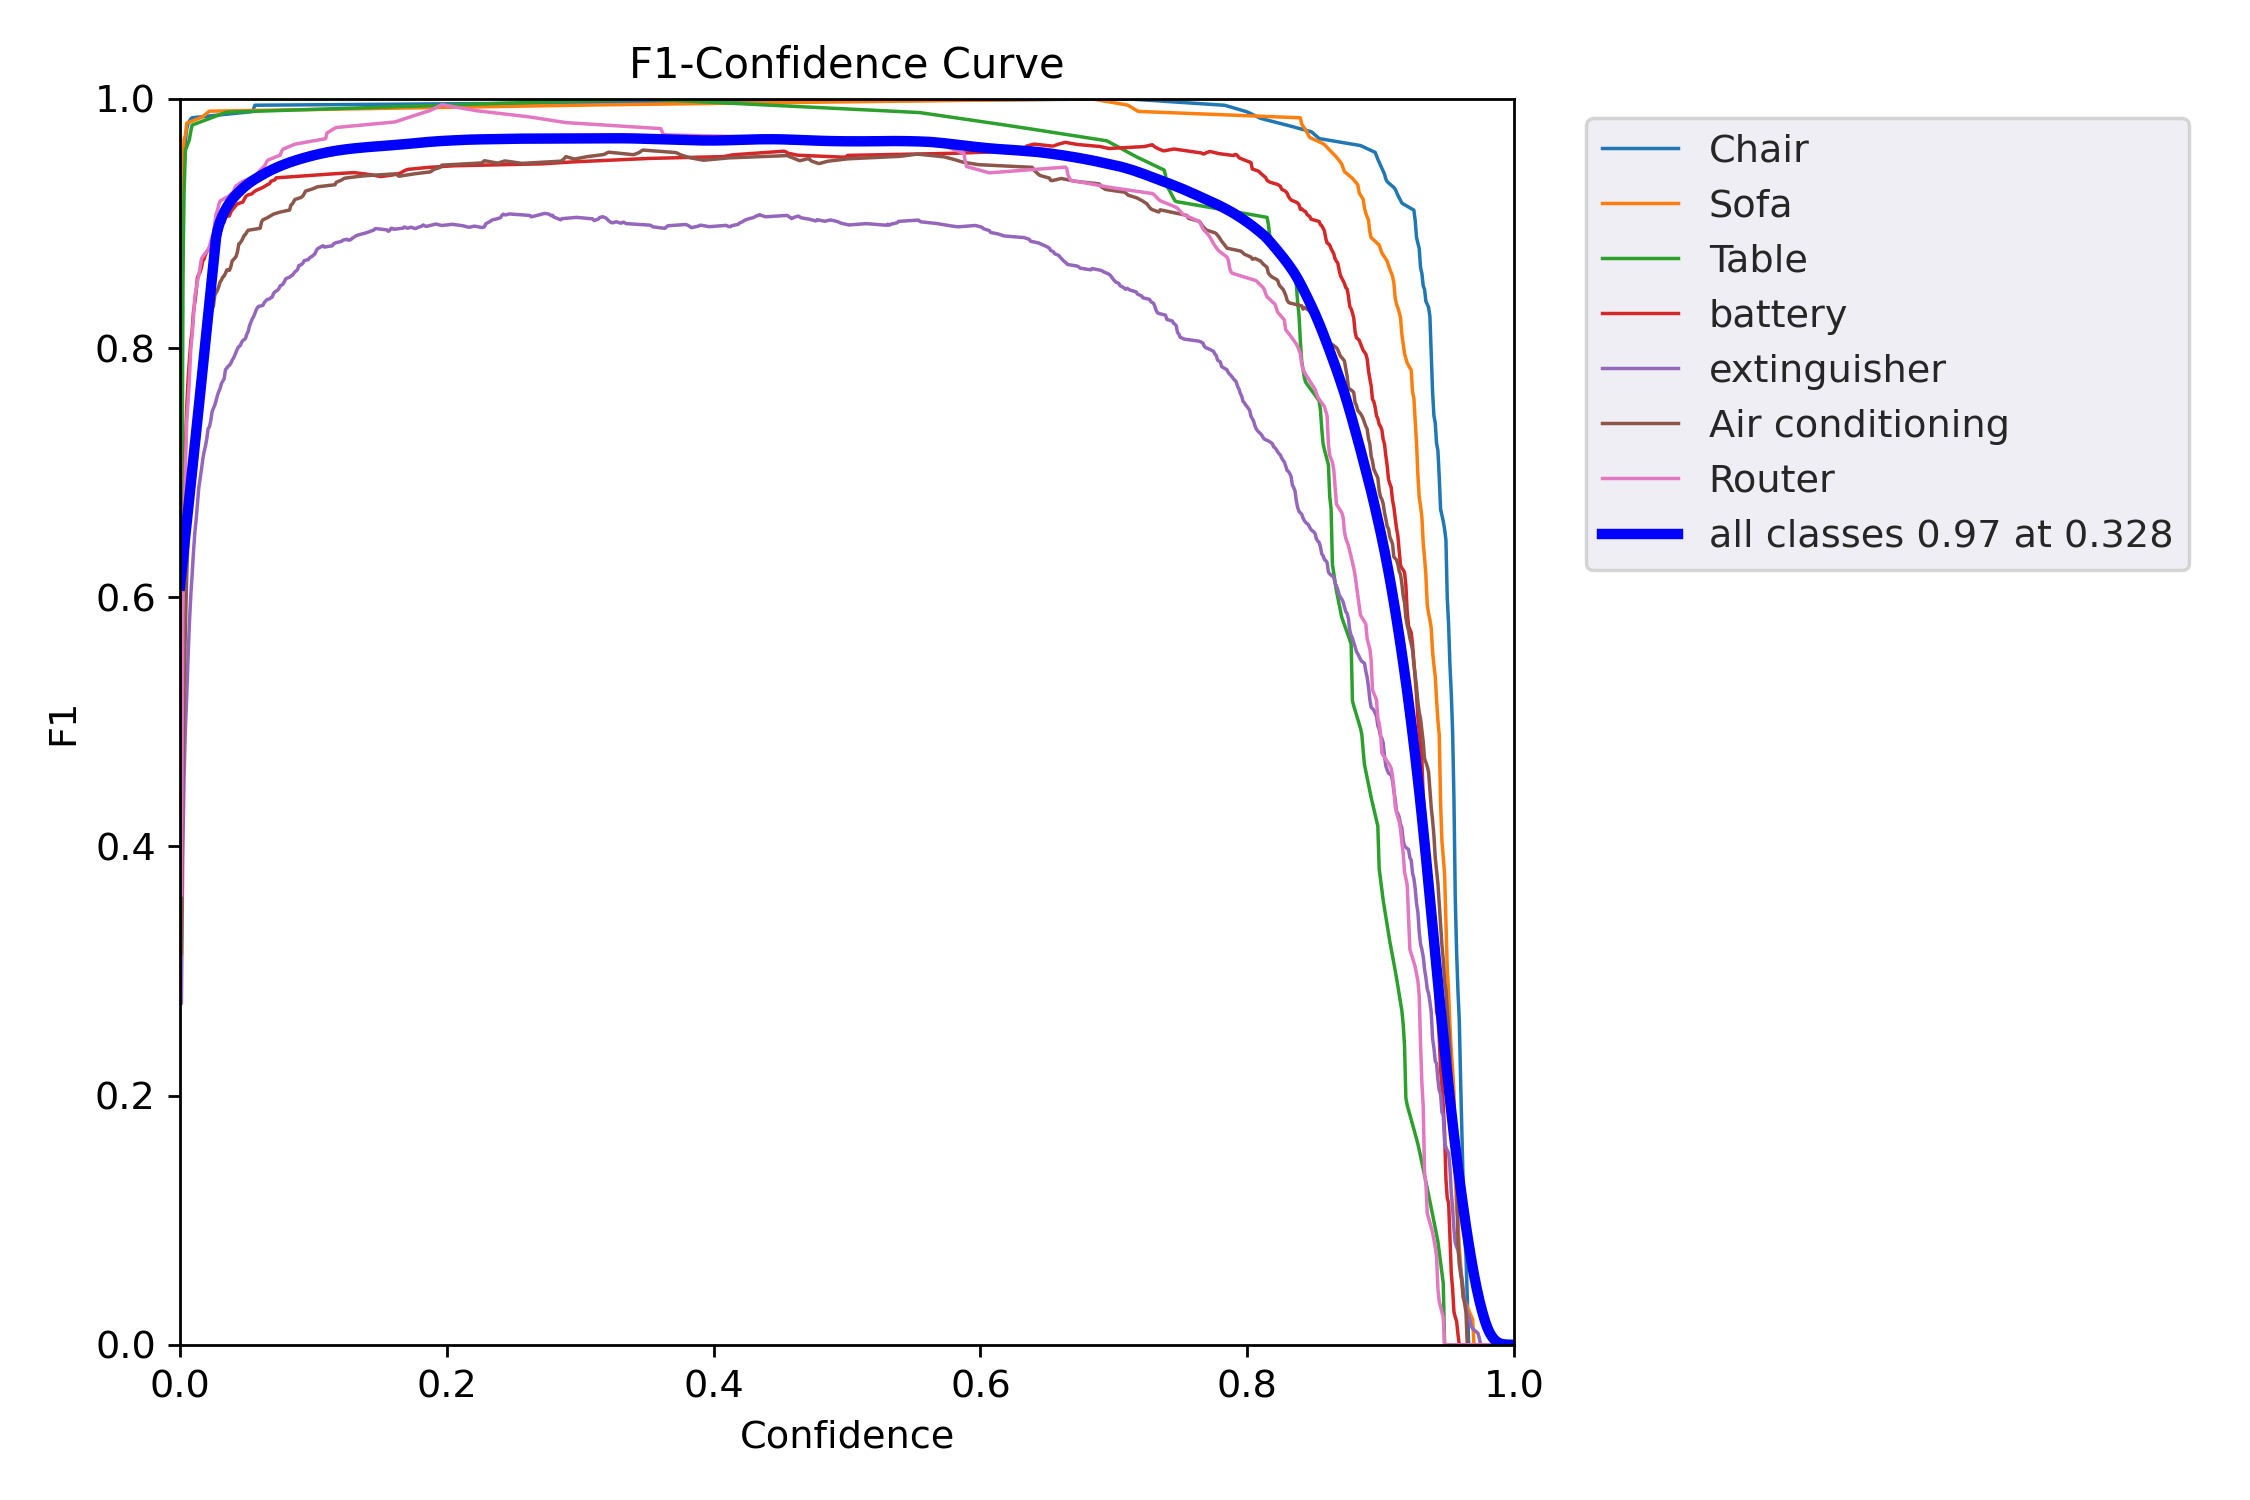 F1-Confidence Curve
1.0
0.8
0.6
0.4
0.2
0.0
F1
0.0 0.2 0.4 0.6 0.8 1.0
Confidence
Chair
Sofa
Table
battery
extinguisher
Air conditioning
Router
all classes 0.97 at 0.328